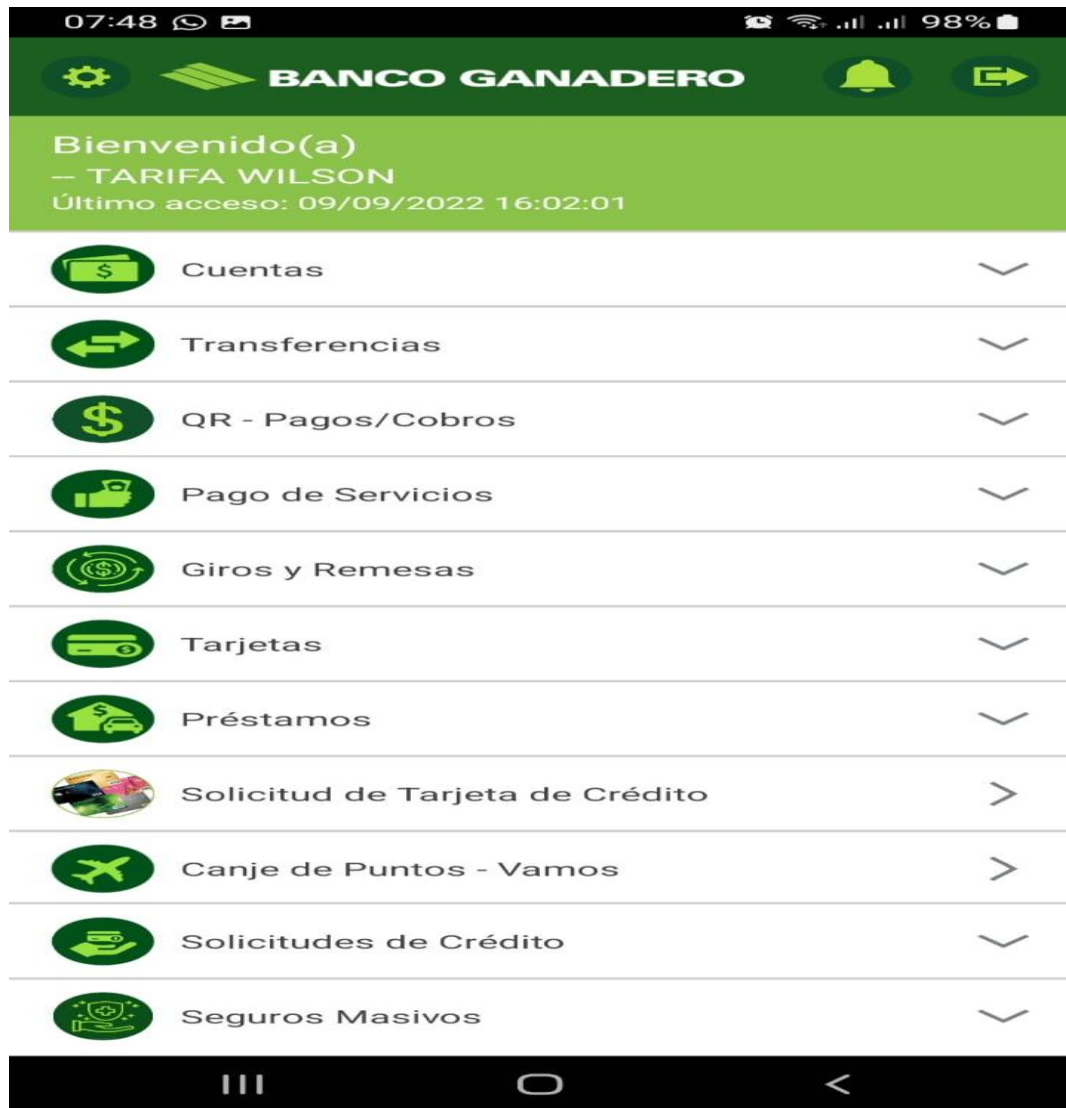 07:48 98%
BANCO GANADERO
Bienvenido(a)
-- TARIFA WILSON
Último acceso: 09/09/2022 16:02:01
Cuentas
Transferencias
QR - Pagos/Cobros
Pago de Servicios
Giros y Remesas
Tarjetas
Préstamos
Solicitud de Tarjeta de Crédito
Canje de Puntos - Vamos
Solicitudes de Crédito
Seguros Masivos